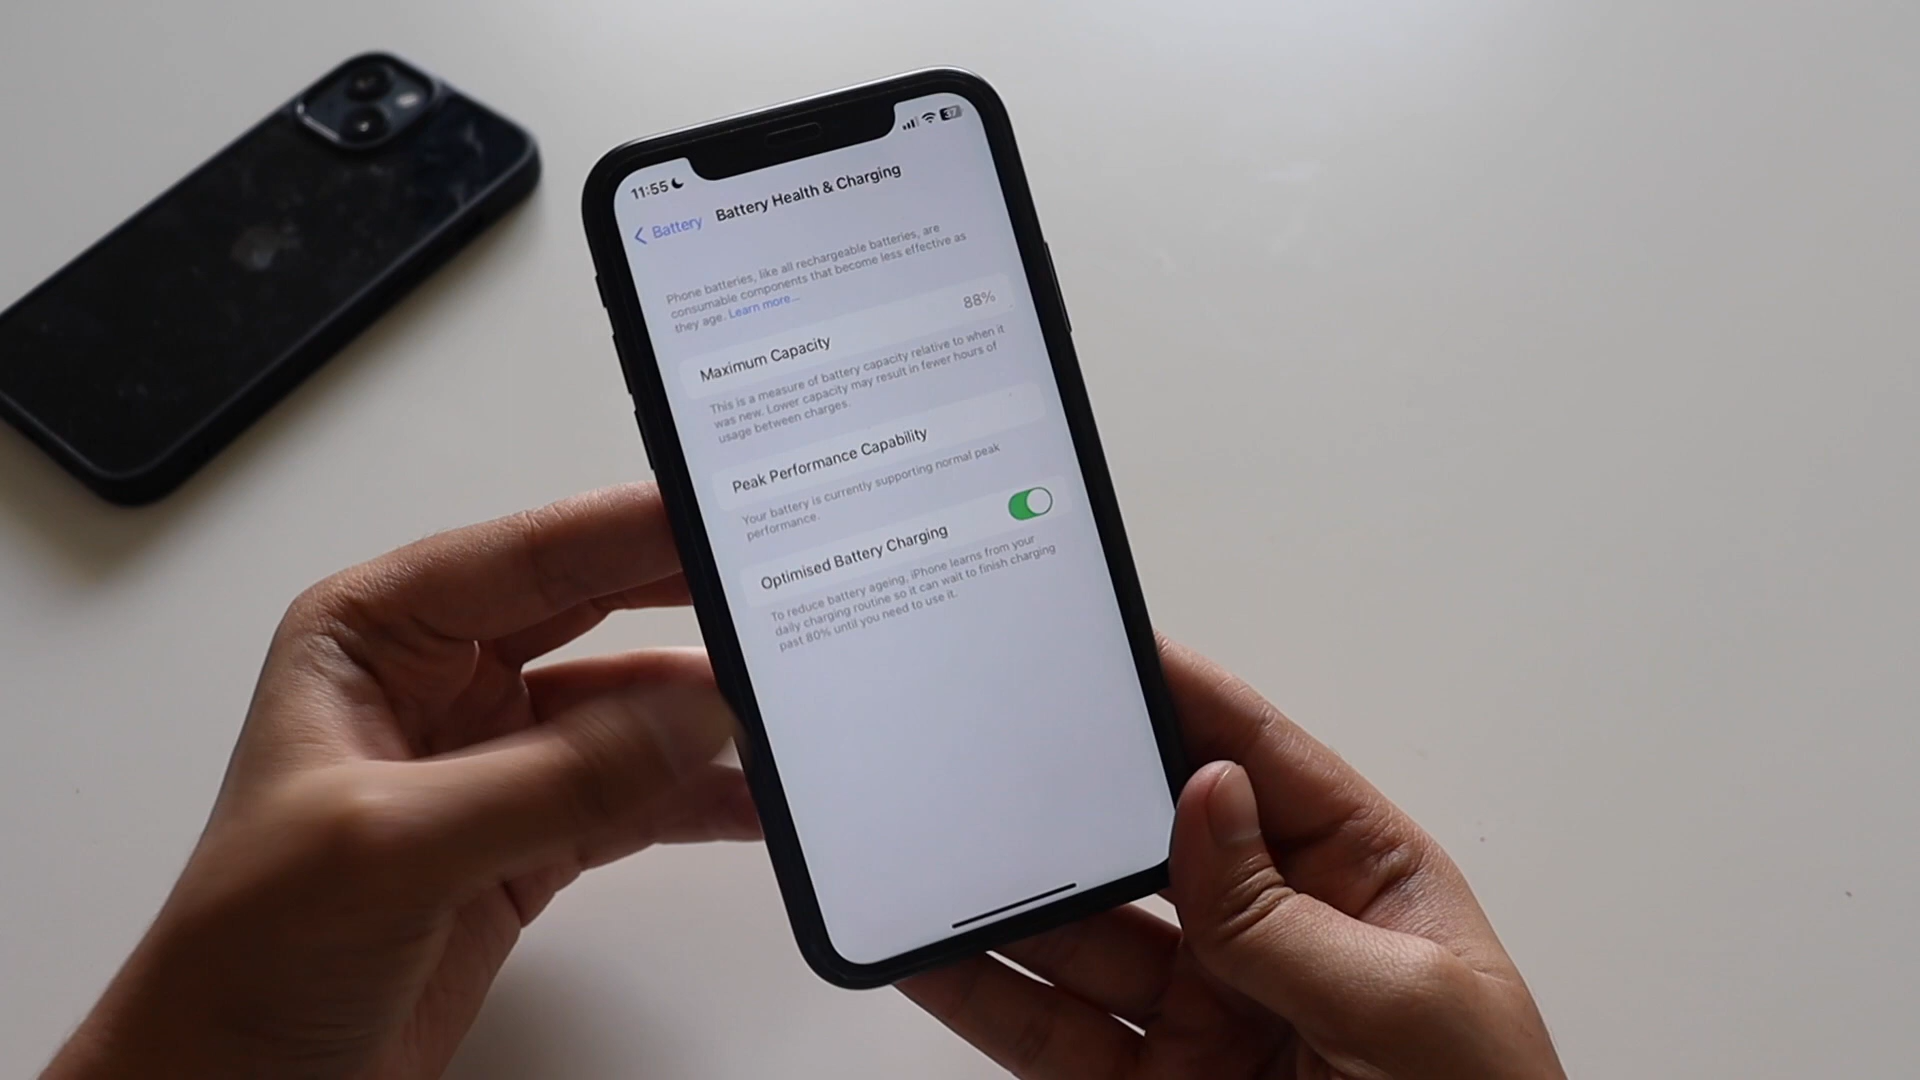 11:55
37
Battery
Battery Health & Charging
Phone batteries, like all rechargeable batteries, are
consumable components that become less effective as
they age. Learn more...
Maximum Capacity 88%
This is a measure of battery capacity relative to when it
was new. Lower capacity may result in fewer hours of
usage between charges.
Peak Performance Capability
Your battery is currently supporting normal peak
performance.
Optimised Battery Charging
To reduce battery ageing, iPhone learns from your
daily charging routine so it can wait to finish charging
past 80% until you need to use it.